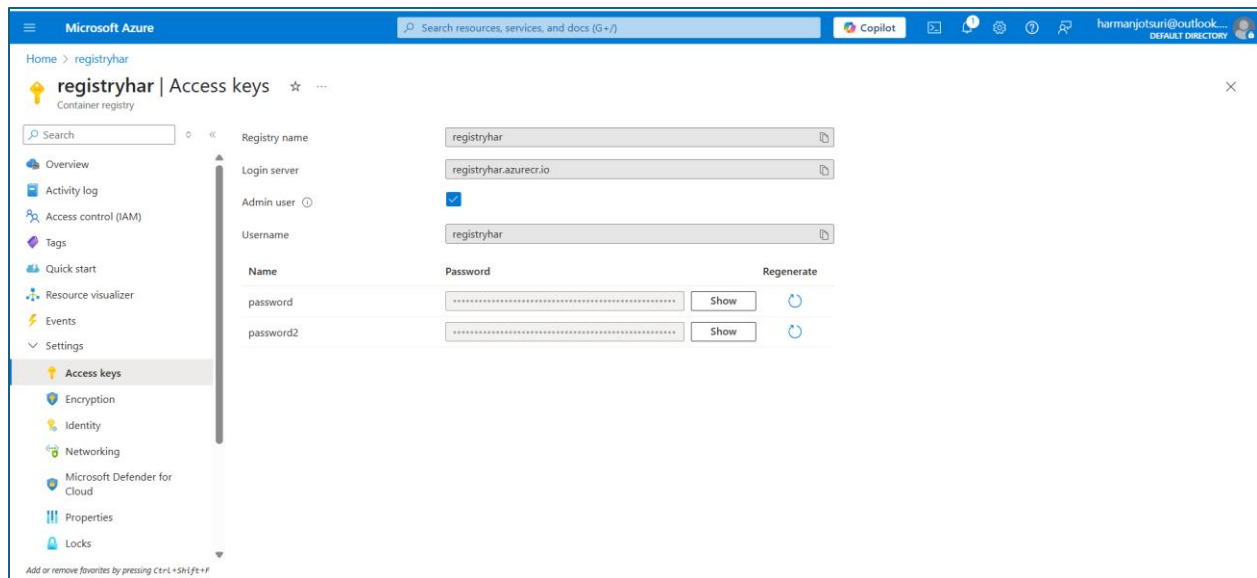 Microsoft Azure
Search resources, services, and docs (G+/)
Copilot
1
harmanjotsuri@outlook....
DEFAULT DIRECTORY
Home > registryhar
registryhar | Access keys
Container registry
Search
Overview
Activity log
Access control (IAM)
Tags
Quick start
Resource visualizer
Events
Settings
Access keys
Encryption
Identity
Networking
Microsoft Defender for
Cloud
Properties
Locks
Add or remove favorites by pressing Ctrl+Shift+F
Registry name registryhar
Login server registryhar.azurecr.io
Admin user
Username registryhar
Name Password Regenerate
password Show
password2 Show